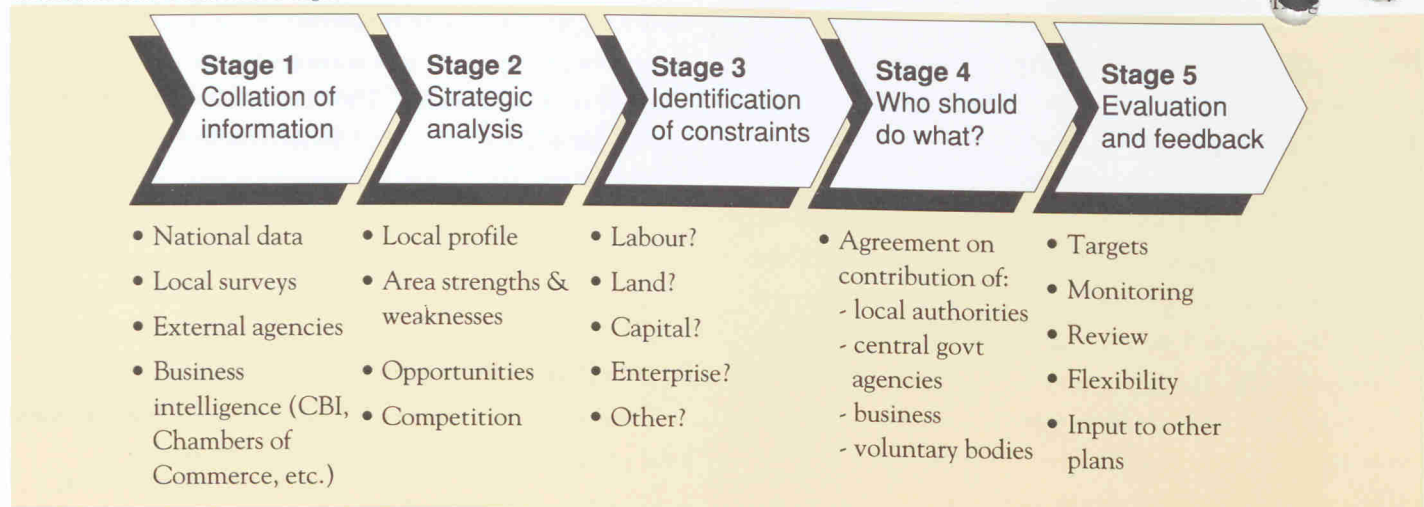 Stage 1
Collation of
information
Stage 2
Strategic
analysis
Stage 3
Identification
of constraints
Stage 4
Who should
do what?
Stage 5
Evaluation
and feedback
• National data
• Local surveys
• External agencies
• Business
intelligence (CBI,
Chambers of
Commerce, etc.)
• Local profile
• Area strengths &
weaknesses
• Opportunities
• Competition
• Labour?
• Land?
• Capital?
• Enterprise?
• Other?
• Agreement on
contribution of:
- local authorities
- central govt
agencies
- business
- voluntary bodies
• Targets
• Monitoring
• Review
• Flexibility
• Input to other
plans